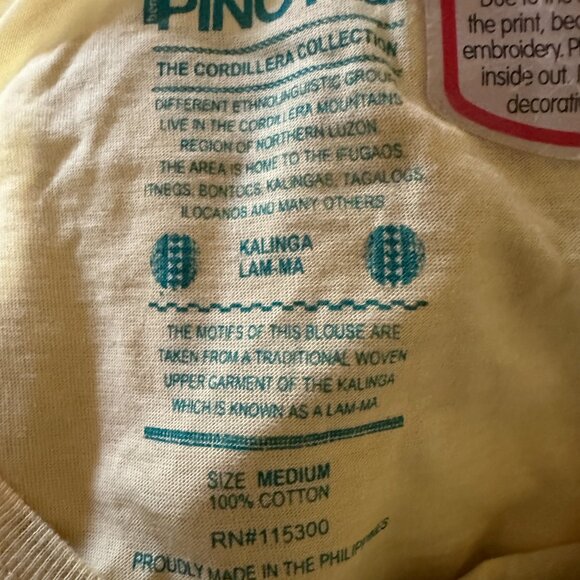 THE CORDILLERA COLLECTION
DIFFERENT ETHNOLINGUISTIC GROUPS
LIVE IN THE CORDILLERA MOUNTAINS
REGION OF NORTHERN LUZON.
THE AREA IS HOME TO THE IFUGAOS,
ITNEGS, BONTOCS, KALINGAS, TAGALOGS,
ILOCANOS AND MANY OTHERS
KALINGA
LAM-MA
THE MOTIFS OF THIS BLOUSE ARE
TAKEN FROM A TRADITIONAL WOVEN
UPPER GARMENT OF THE KALINGA
WHICH IS KNOWN AS A LAM-MA.
SIZE MEDIUM
100% COTTON
RN#115300
PROUDLY MADE IN THE PHILIPPINES
the print,
embroidery.
inside out.